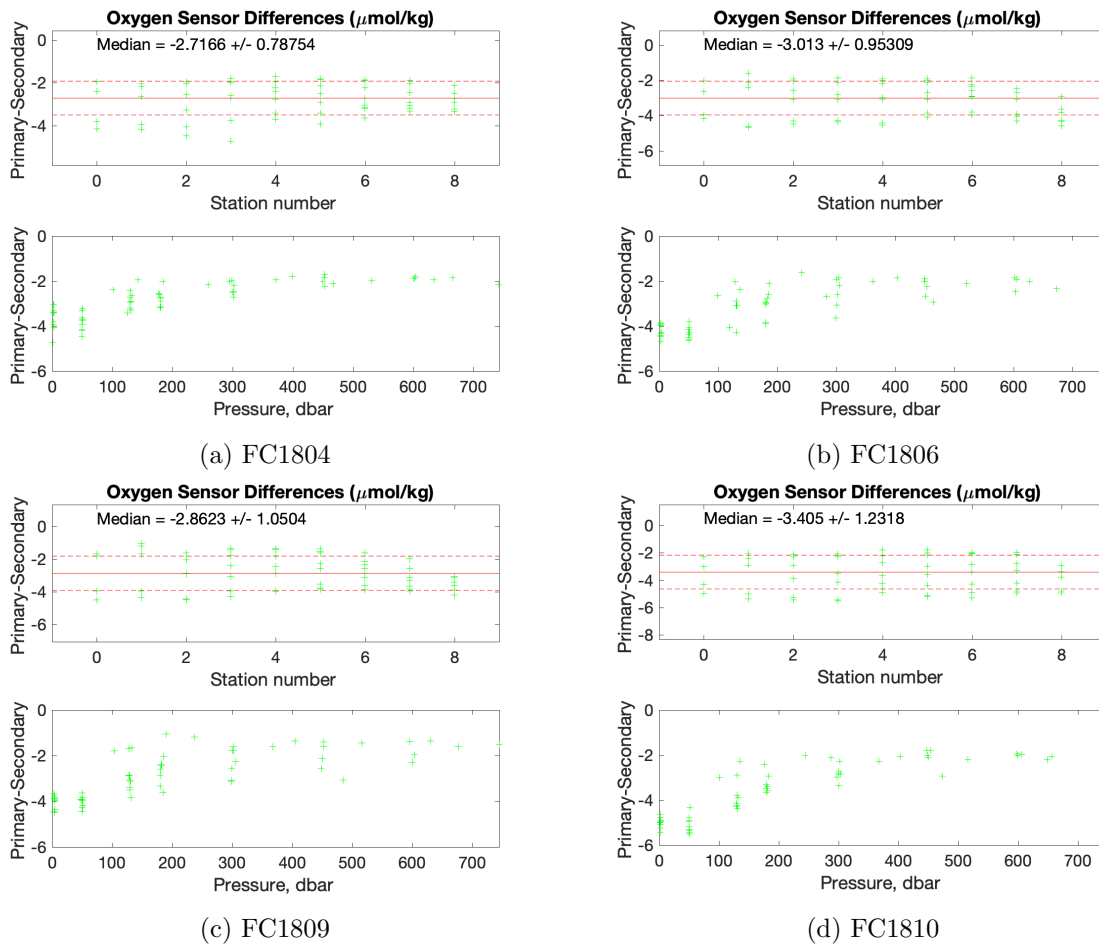 Oxygen Sensor Differences (μmol/kg)
Median = -2.7166 +/- 0.78754
Primary-Secondary
0
-2
-4
0 2 4 6 8
Station number
Primary-Secondary
0
-2
-4
-6
0 100 200 300 400 500 600 700
Pressure, dbar
(a) FC1804
Oxygen Sensor Differences (μmol/kg)
Median = -3.013 +/- 0.95309
Primary-Secondary
0
-2
-4
-6
0 2 4 6 8
Station number
Primary-Secondary
0
-2
-4
-6
0 100 200 300 400 500 600 700
Pressure, dbar
(b) FC1806
Oxygen Sensor Differences (μmol/kg)
Median = -2.8623 +/- 1.0504
Primary-Secondary
0
-2
-4
-6
0 2 4 6 8
Station number
Primary-Secondary
0
-2
-4
-6
0 100 200 300 400 500 600 700
Pressure, dbar
(c) FC1809
Oxygen Sensor Differences (μmol/kg)
Median = -3.405 +/- 1.2318
Primary-Secondary
0
-2
-4
-6
-8
0 2 4 6 8
Station number
Primary-Secondary
0
-2
-4
-6
0 100 200 300 400 500 600 700
Pressure, dbar
(d) FC1810